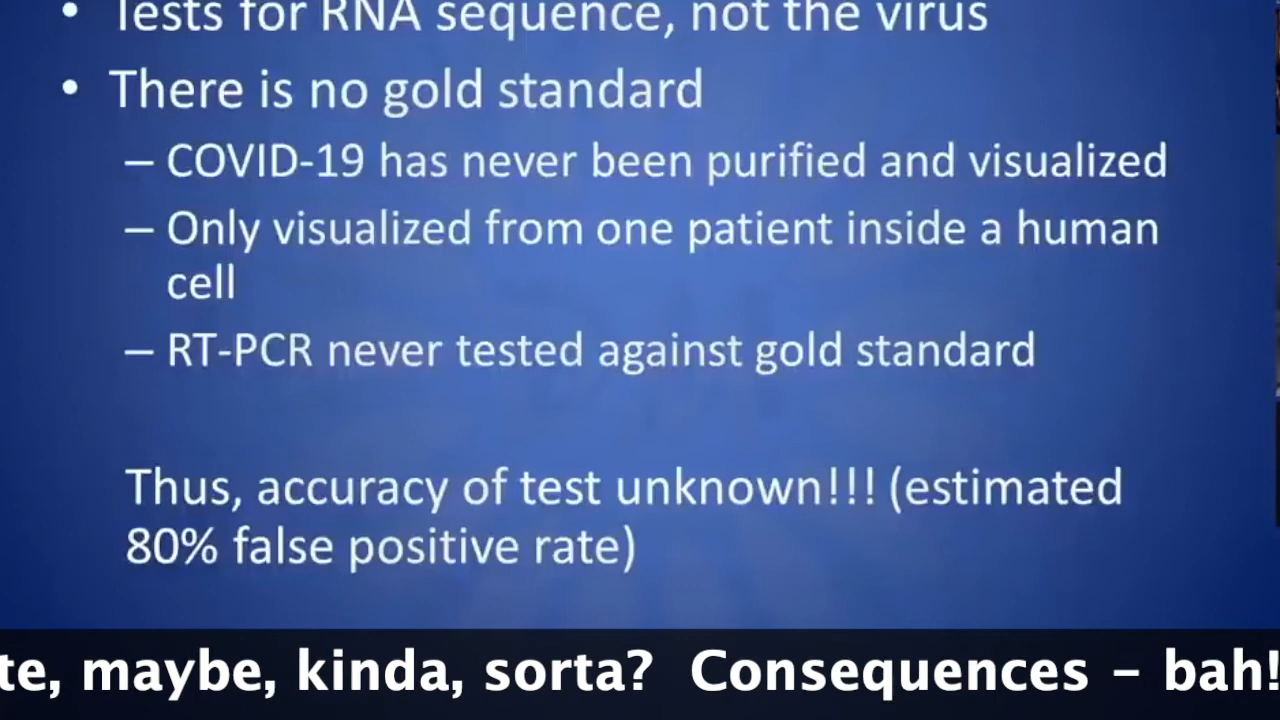 • Tests for RNA sequence, not the virus
• There is no gold standard
– COVID-19 has never been purified and visualized
– Only visualized from one patient inside a human
cell
– RT-PCR never tested against gold standard
Thus, accuracy of test unknown!!! (estimated
80% false positive rate)
te, maybe, kinda, sorta?  Consequences – bah!